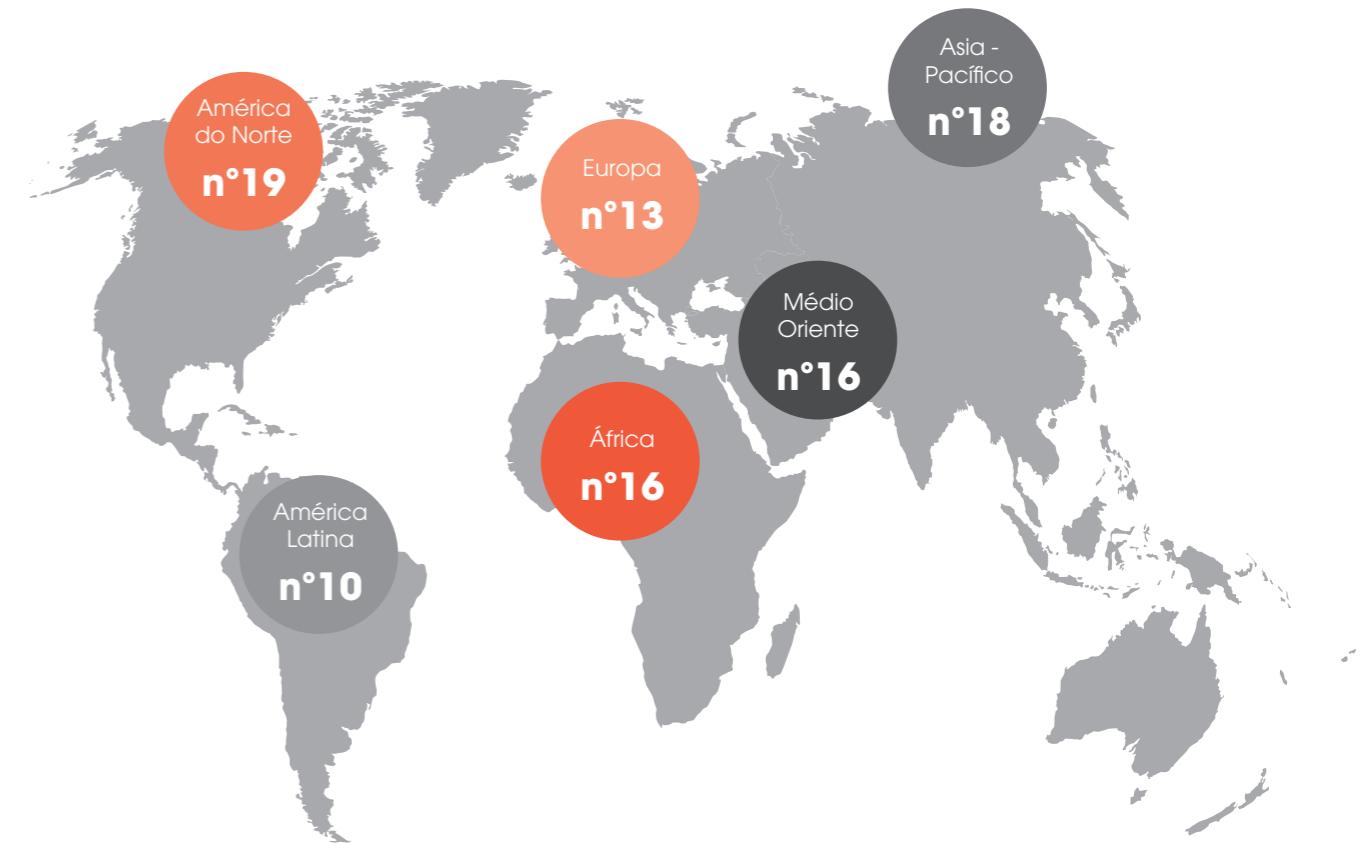 Asia -
Pacífico
n°18
América
do Norte
n°19
Europa
n°13
Médio
Oriente
n°16
África
n°16
América
Latina
n°10